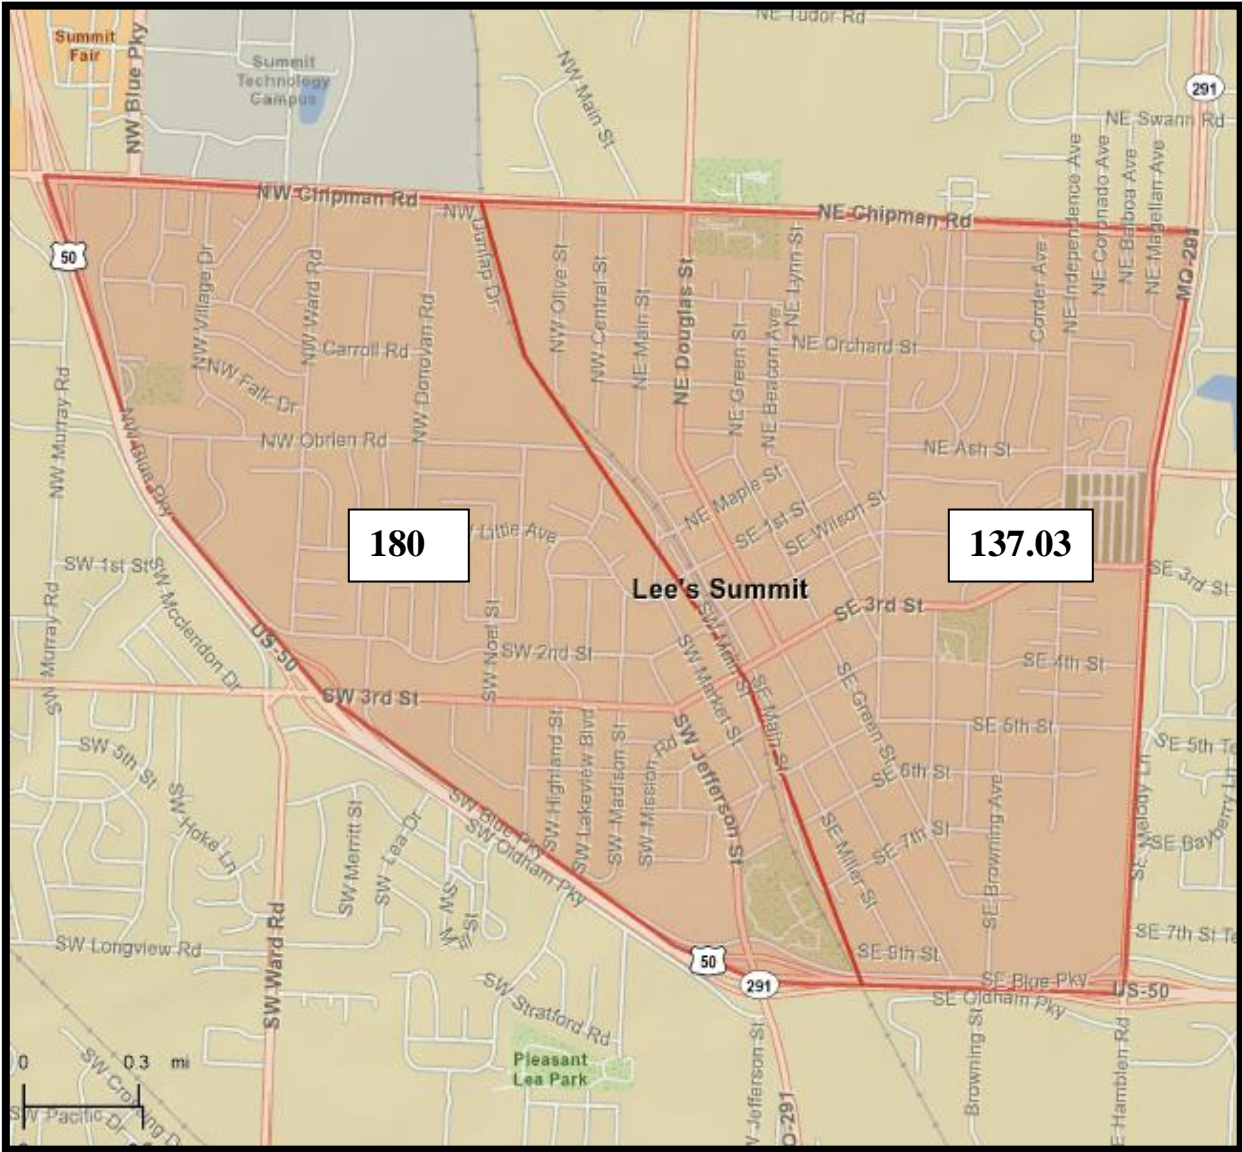 NE Tudor Rd
Summit
Fair
NW Blue Pky
Summit
Technology
Campus
NW Main St
291
NE Swann Rd
NE Independence Ave
NE Coronado Ave
NE Balboa Ave
NE Magellan Ave
NW Chipman Rd
NE Chipman Rd
NW Dunlap Dr
50
NW Village Dr
NW Ward Rd
NW Olive St
NW Central St
NE Main St
NE Douglas St
NE Lynn St
Corder Ave
MO-291
NW Donovan Rd
Carroll Rd
NE Green St
NE Beacon Ave
NE Orchard St
NW Murray Rd
NW Falk Dr
NW Blue Pky
NW Obrien Rd
NE Ash St
NE Maple St
SE 1st St
SE Wilson St
180
Little Ave
137.03
SW 1st St
SW Mcclendon Dr
Lee's Summit
SE 3rd St
SE 3rd St
SW Murray Rd
US-50
SW Noel St
SW 2nd St
SW Main St
SW Market St
SE 4th St
SW 3rd St
SE Main St
SE Green St
SE 5th St
SW 5th St
SW Highland St
SW Lakeview Blvd
SW Madison St
SW Mission Rd
SW Jefferson St
SE 6th St
SE 5th Te
SW Hoke Ln
SW Merritt St
SW Lea Dr
SW Blue Pky
SW Oldham Pky
SE Miller St
SE 7th St
SE Browning Ave
SE Melody Ln
SE Bayberry Ln
SW Longview Rd
SW Ward Rd
SE 9th St
SE 7th St Te
50
291
SE Blue Pky
SE Oldham Pky
US-50
SW Stratford Rd
Pleasant
Lea Park
Browning St
E Hamblen Rd
V Jefferson St
O-291
0 0.3 mi
SW Crossing D
SW Pacific Dr